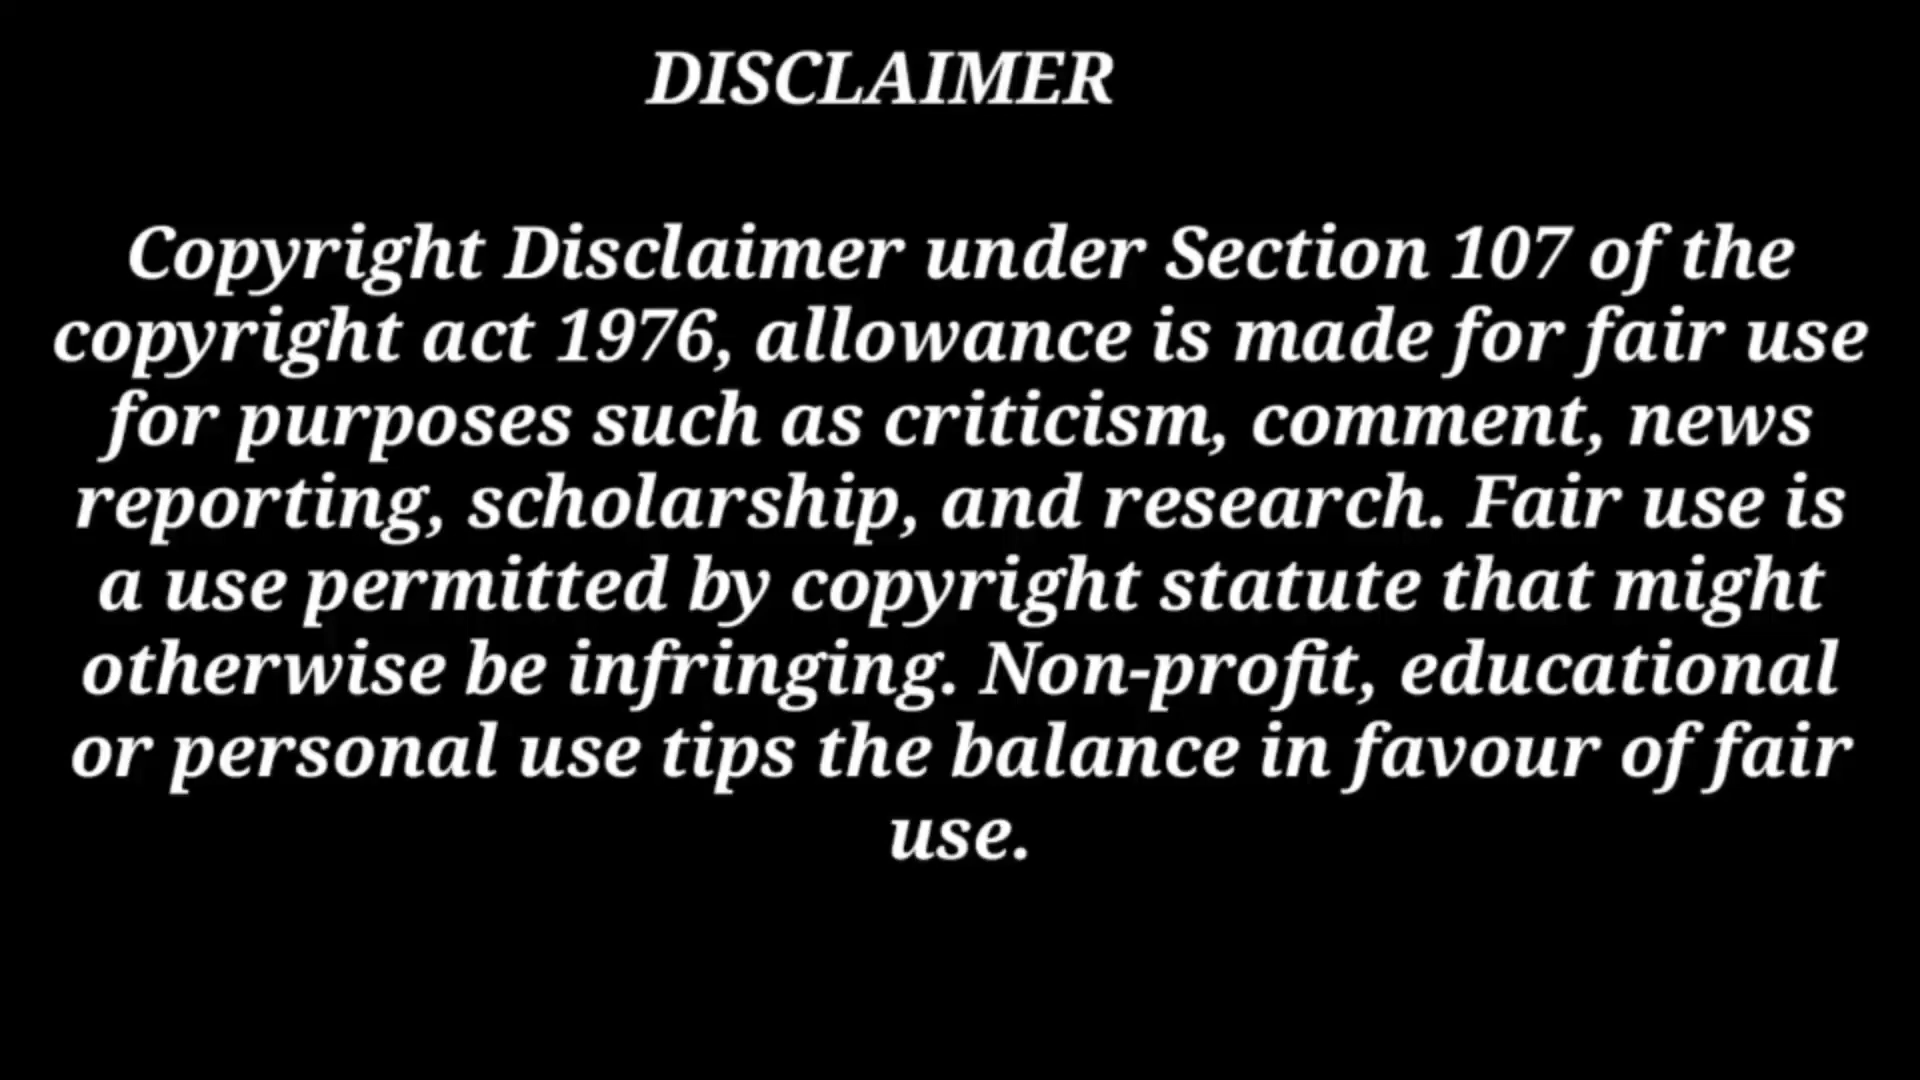 DISCLAIMER
Copyright Disclaimer under Section 107 of the
copyright act 1976, allowance is made for fair use
for purposes such as criticism, comment, news
reporting, scholarship, and research. Fair use is
a use permitted by copyright statute that might
otherwise be infringing. Non-profit, educational
or personal use tips the balance in favour of fair
use.